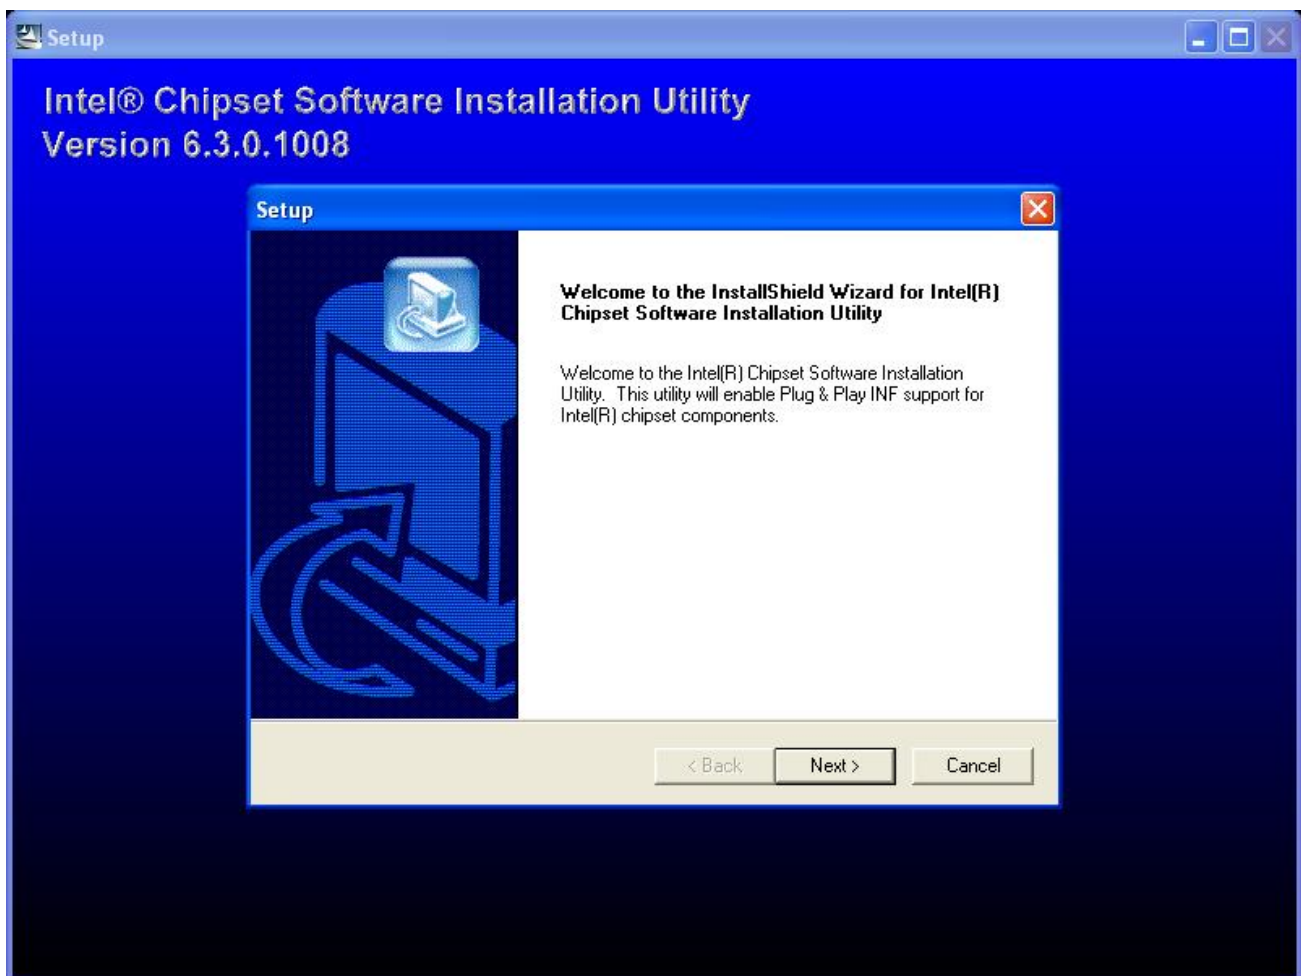 Setup
Intel® Chipset Software Installation Utility
Version 6.3.0.1008
Setup
Welcome to the InstallShield Wizard for Intel(R)
Chipset Software Installation Utility
Welcome to the Intel(R) Chipset Software Installation
Utility.  This utility will enable Plug & Play INF support for
Intel(R) chipset components.
< Back
Next >
Cancel